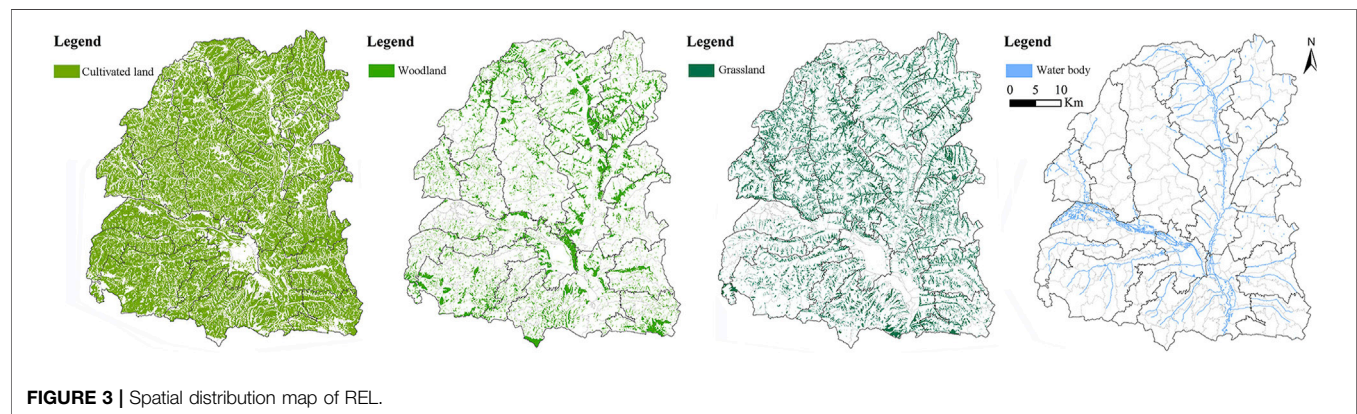 Legend
Cultivated land
Legend
Woodland
Legend
Grassland
Legend
Water body
0 5 10
Km
N
FIGURE 3 | Spatial distribution map of REL.